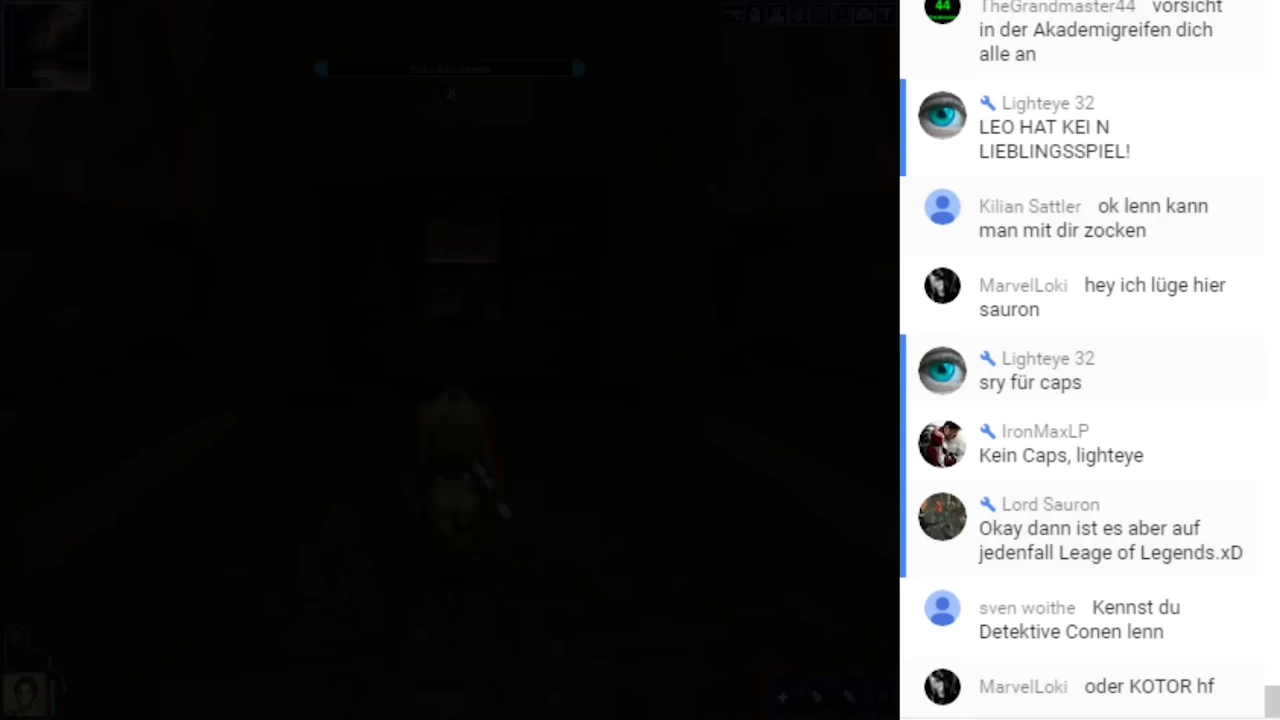 44
TheGrandmaster44 vorsicht
in der Akademigreifen dich
alle an
Lighteye 32
LEO HAT KEI N
LIEBLINGSSPIEL!
Kilian Sattler ok lenn kann
man mit dir zocken
MarvelLoki hey ich lüge hier
sauron
Lighteye 32
sry für caps
IronMaxLP
Kein Caps, lighteye
Lord Sauron
Okay dann ist es aber auf
jedenfall Leage of Legends.xD
sven woithe Kennst du
Detektive Conen lenn
MarvelLoki oder KOTOR hf